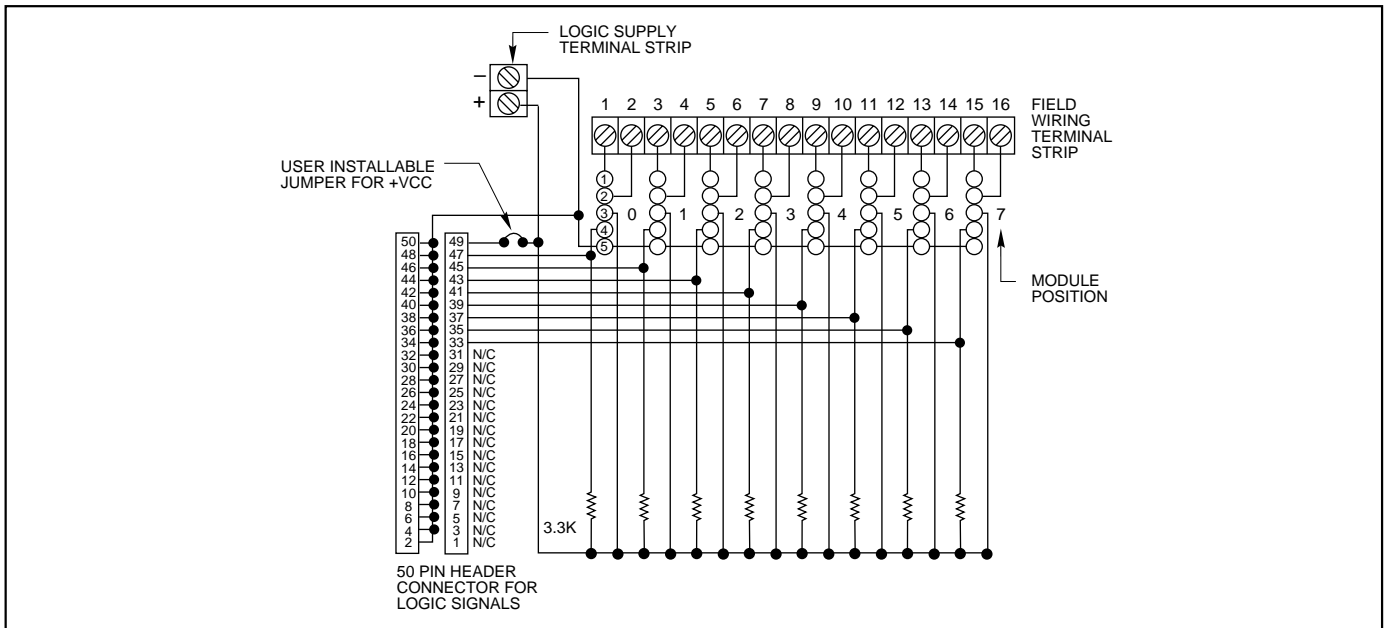 LOGIC SUPPLY
TERMINAL STRIP
–
+
1 2 3 4 5 6 7 8 9 10 11 12 13 14 15 16
FIELD
WIRING
TERMINAL
STRIP
USER INSTALLABLE
JUMPER FOR +VCC
1
2
3
4
5
0 1 2 3 4 5 6 7
MODULE
POSITION
50 49
48 47
46 45
44 43
42 41
40 39
38 37
36 35
34 33
32 31 N/C
30 29 N/C
28 27 N/C
26 25 N/C
24 23 N/C
22 21 N/C
20 19 N/C
18 17 N/C
16 15 N/C
14 13 N/C
12 11 N/C
10 9 N/C
8 7 N/C
6 5 N/C
4 3 N/C
2 1 N/C
3.3K
50 PIN HEADER
CONNECTOR FOR
LOGIC SIGNALS